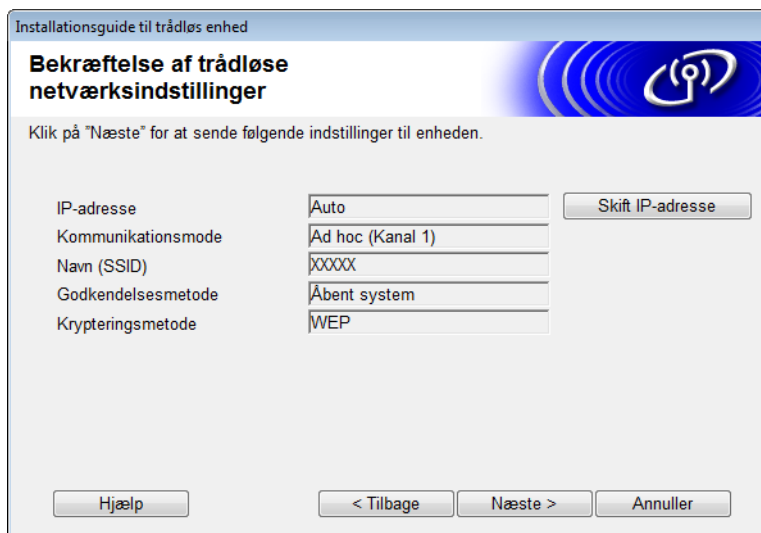 Installationsguide til trådløs enhed
Bekræftelse af trådløse
netværksindstillinger
Klik på "Næste" for at sende følgende indstillinger til enheden.
IP-adresse Auto Skift IP-adresse
Kommunikationsmode Ad hoc (Kanal 1)
Navn (SSID) XXXXX
Godkendelsesmetode Åbent system
Krypteringsmetode WEP
Hjælp < Tilbage Næste > Annuller